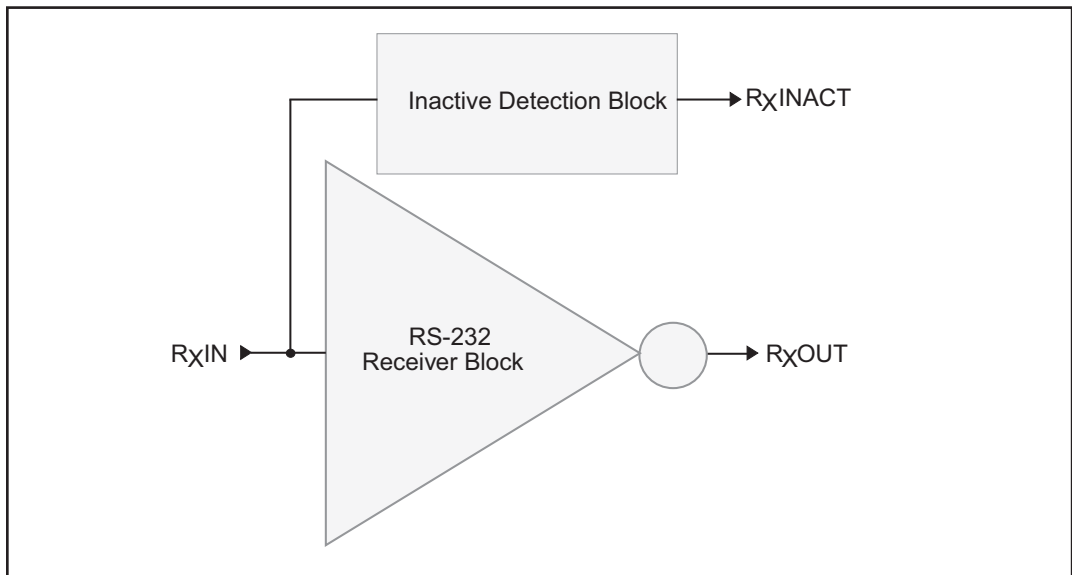 Inactive Detection Block
RXINACT
RS-232
Receiver Block
RXIN
RXOUT